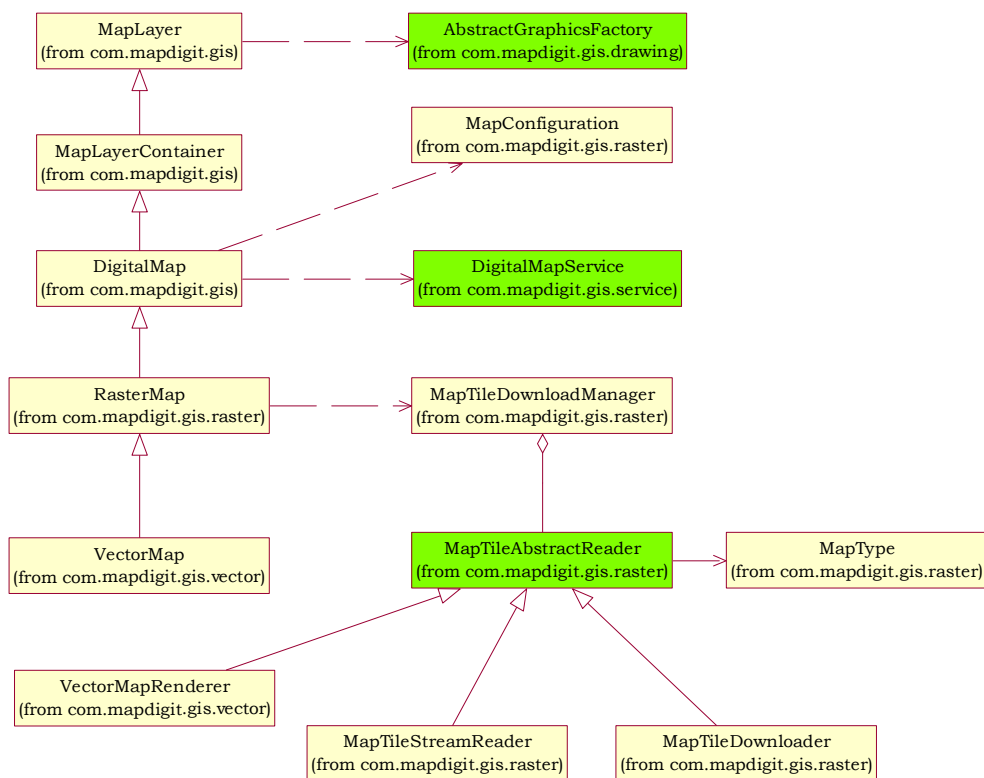 MapLayer
(from com.mapdigit.gis)
AbstractGraphicsFactory
(from com.mapdigit.gis.drawing)
MapConfiguration
(from com.mapdigit.gis.raster)
MapLayerContainer
(from com.mapdigit.gis)
DigitalMap
(from com.mapdigit.gis)
DigitalMapService
(from com.mapdigit.gis.service)
RasterMap
(from com.mapdigit.gis.raster)
MapTileDownloadManager
(from com.mapdigit.gis.raster)
VectorMap
(from com.mapdigit.gis.vector)
MapTileAbstractReader
(from com.mapdigit.gis.raster)
MapType
(from com.mapdigit.gis.raster)
VectorMapRenderer
(from com.mapdigit.gis.vector)
MapTileStreamReader
(from com.mapdigit.gis.raster)
MapTileDownloader
(from com.mapdigit.gis.raster)